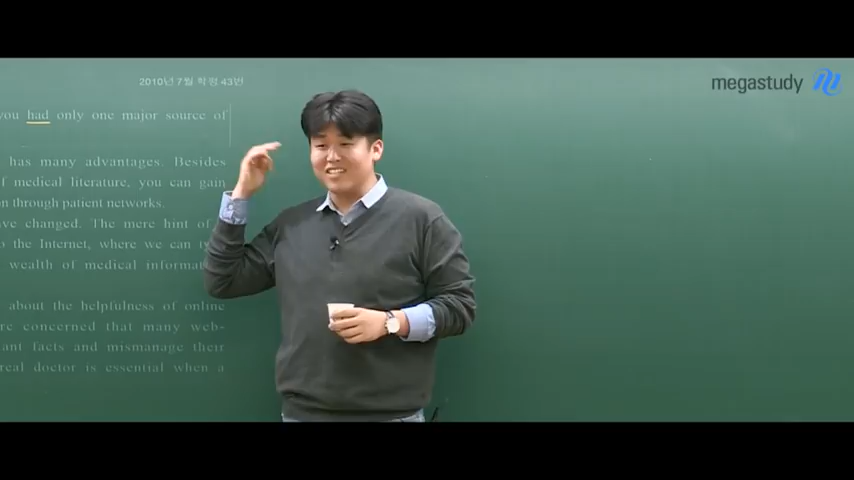 2010년 7월 학평 43번
megastudy
you had only one major source of
has many advantages. Besides
f medical literature, you can gain
on through patient networks.
ave changed. The mere hint of
o the Internet, where we can
wealth of medical informat
about the helpfulness of online
re concerned that many web-
ant facts and mismanage their
real doctor is essential when a